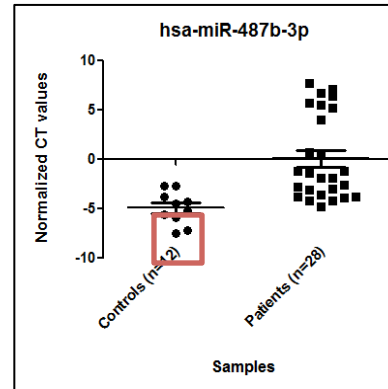 hsa-miR-487b-3p
Normalized CT values
10
5
0
-5
-10
Controls (n=12)
Patients (n=28)
Samples